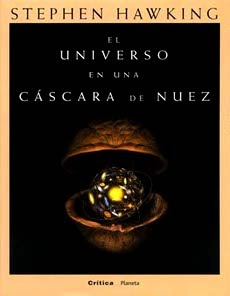 STEPHEN HAWKING
EL
UNIVERSO
EN UNA
CÁSCARA DE NUEZ
Crítica Planeta